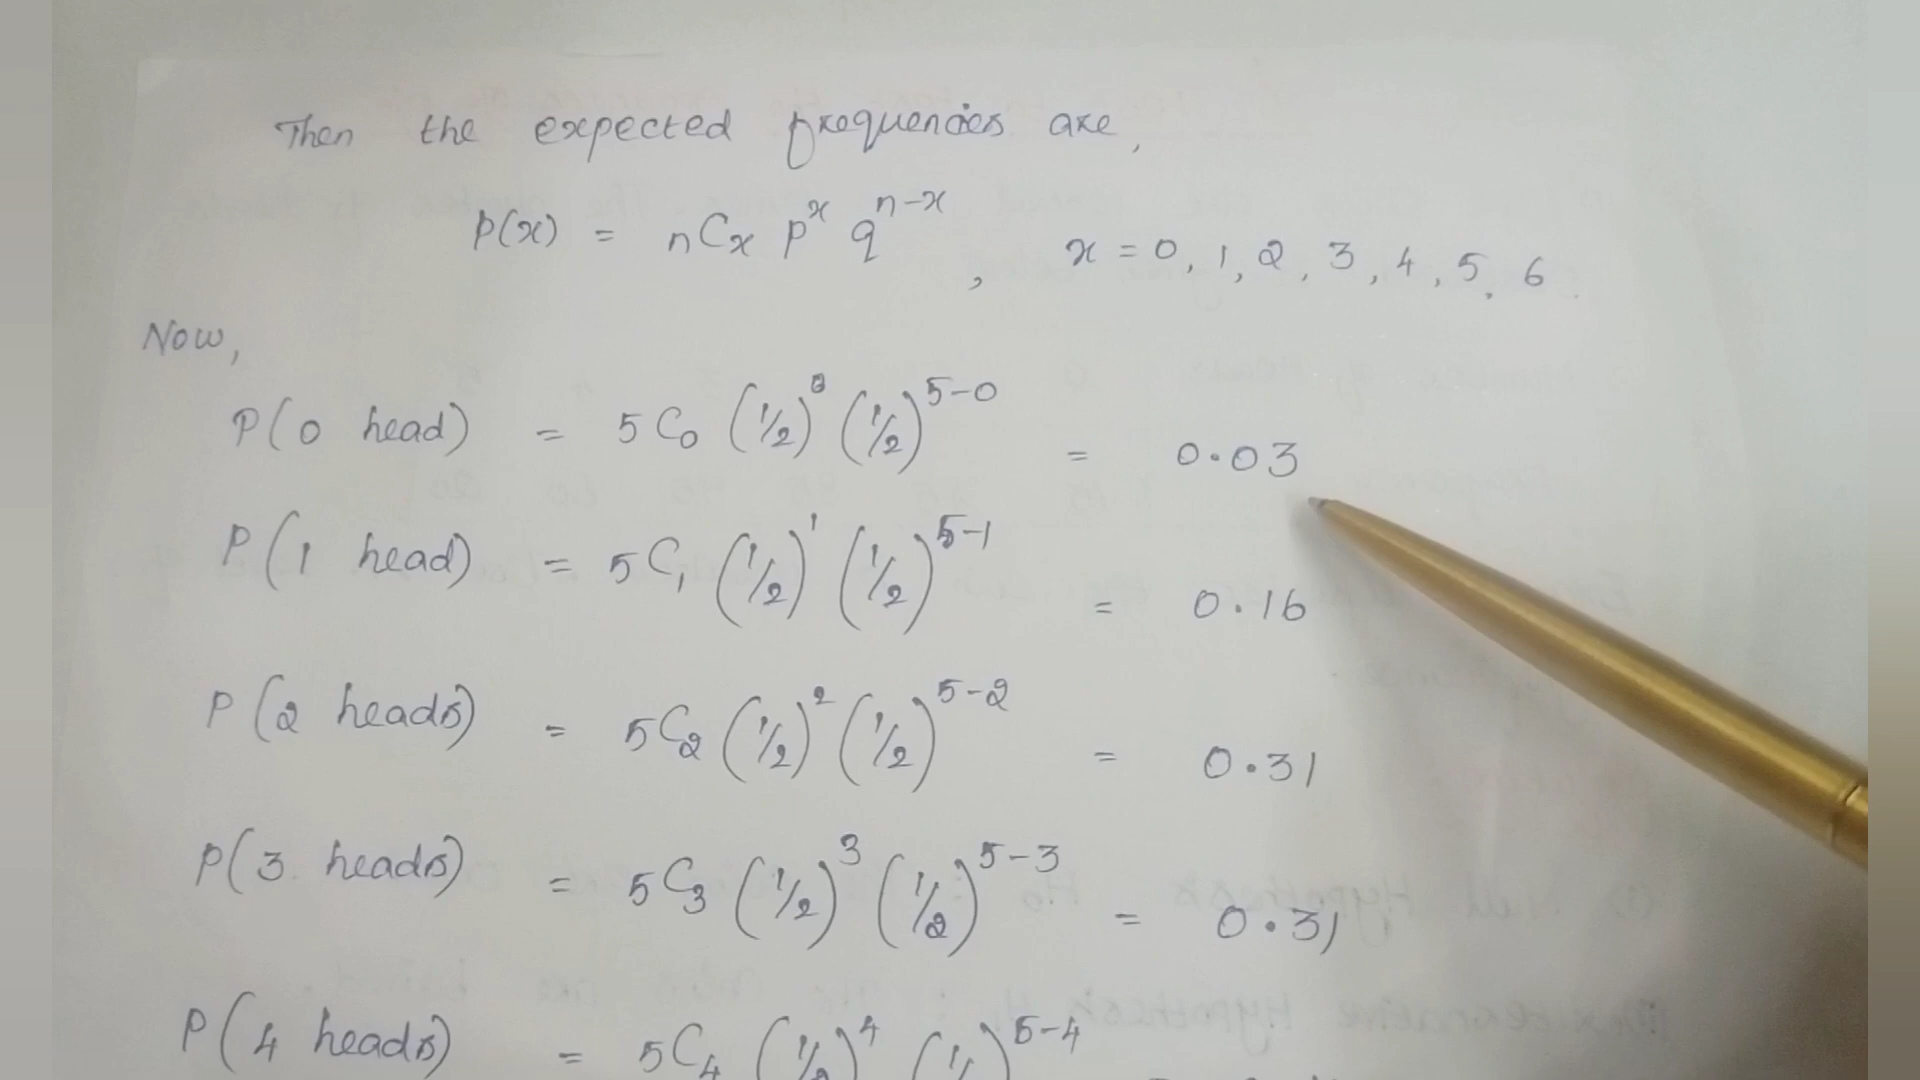 Then the expected frequencies are,
P(x) = nCx p^x q^n-x , x = 0, 1, 2, 3, 4, 5, 6
Now,
P(0 head) = 5C0 (1/2)^0 (1/2)^5-0 = 0.03
P(1 head) = 5C1 (1/2)^1 (1/2)^5-1 = 0.16
P(2 heads) = 5C2 (1/2)^2 (1/2)^5-2 = 0.31
P(3 heads) = 5C3 (1/2)^3 (1/2)^5-3 = 0.31
P(4 heads) = 5C4 (1/2)^4 (1/ )^5-4